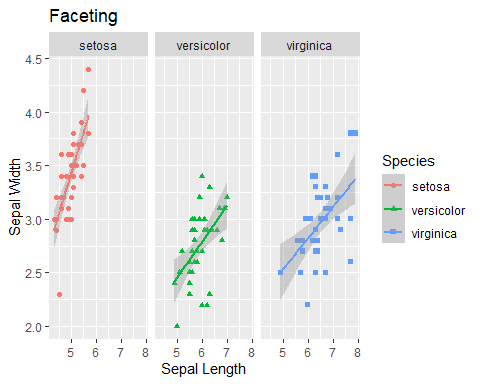 Faceting
setosa versicolor virginica
4.5
4.0
3.5
3.0
2.5
2.0
Sepal Width
5 6 7 8 5 6 7 8 5 6 7 8
Sepal Length
Species
setosa
versicolor
virginica